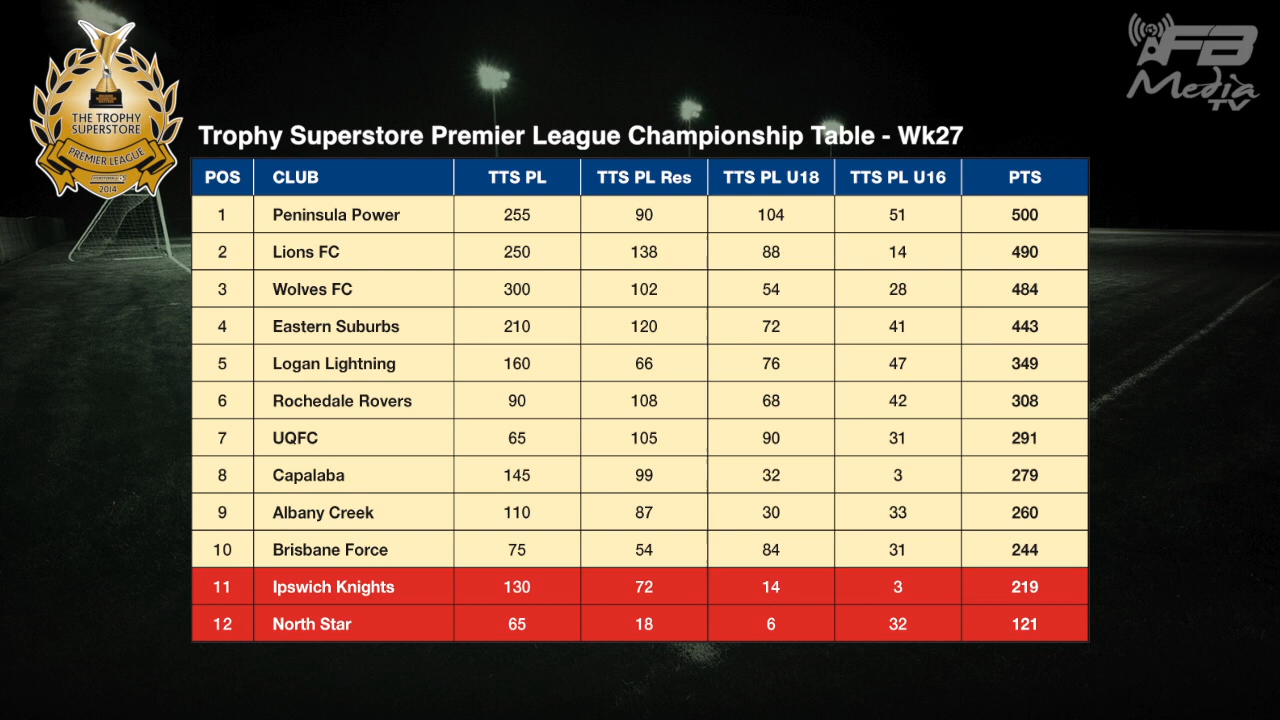 THE TROPHY
SUPERSTORE
PREMIER LEAGUE
2014
FB
Media
TV
Trophy Superstore Premier League Championship Table - Wk27
POS CLUB TTS PL TTS PL Res TTS PL U18 TTS PL U16 PTS
1 Peninsula Power 255 90 104 51 500
2 Lions FC 250 138 88 14 490
3 Wolves FC 300 102 54 28 484
4 Eastern Suburbs 210 120 72 41 443
5 Logan Lightning 160 66 76 47 349
6 Rochedale Rovers 90 108 68 42 308
7 UQFC 65 105 90 31 291
8 Capalaba 145 99 32 3 279
9 Albany Creek 110 87 30 33 260
10 Brisbane Force 75 54 84 31 244
11 Ipswich Knights 130 72 14 3 219
12 North Star 65 18 6 32 121